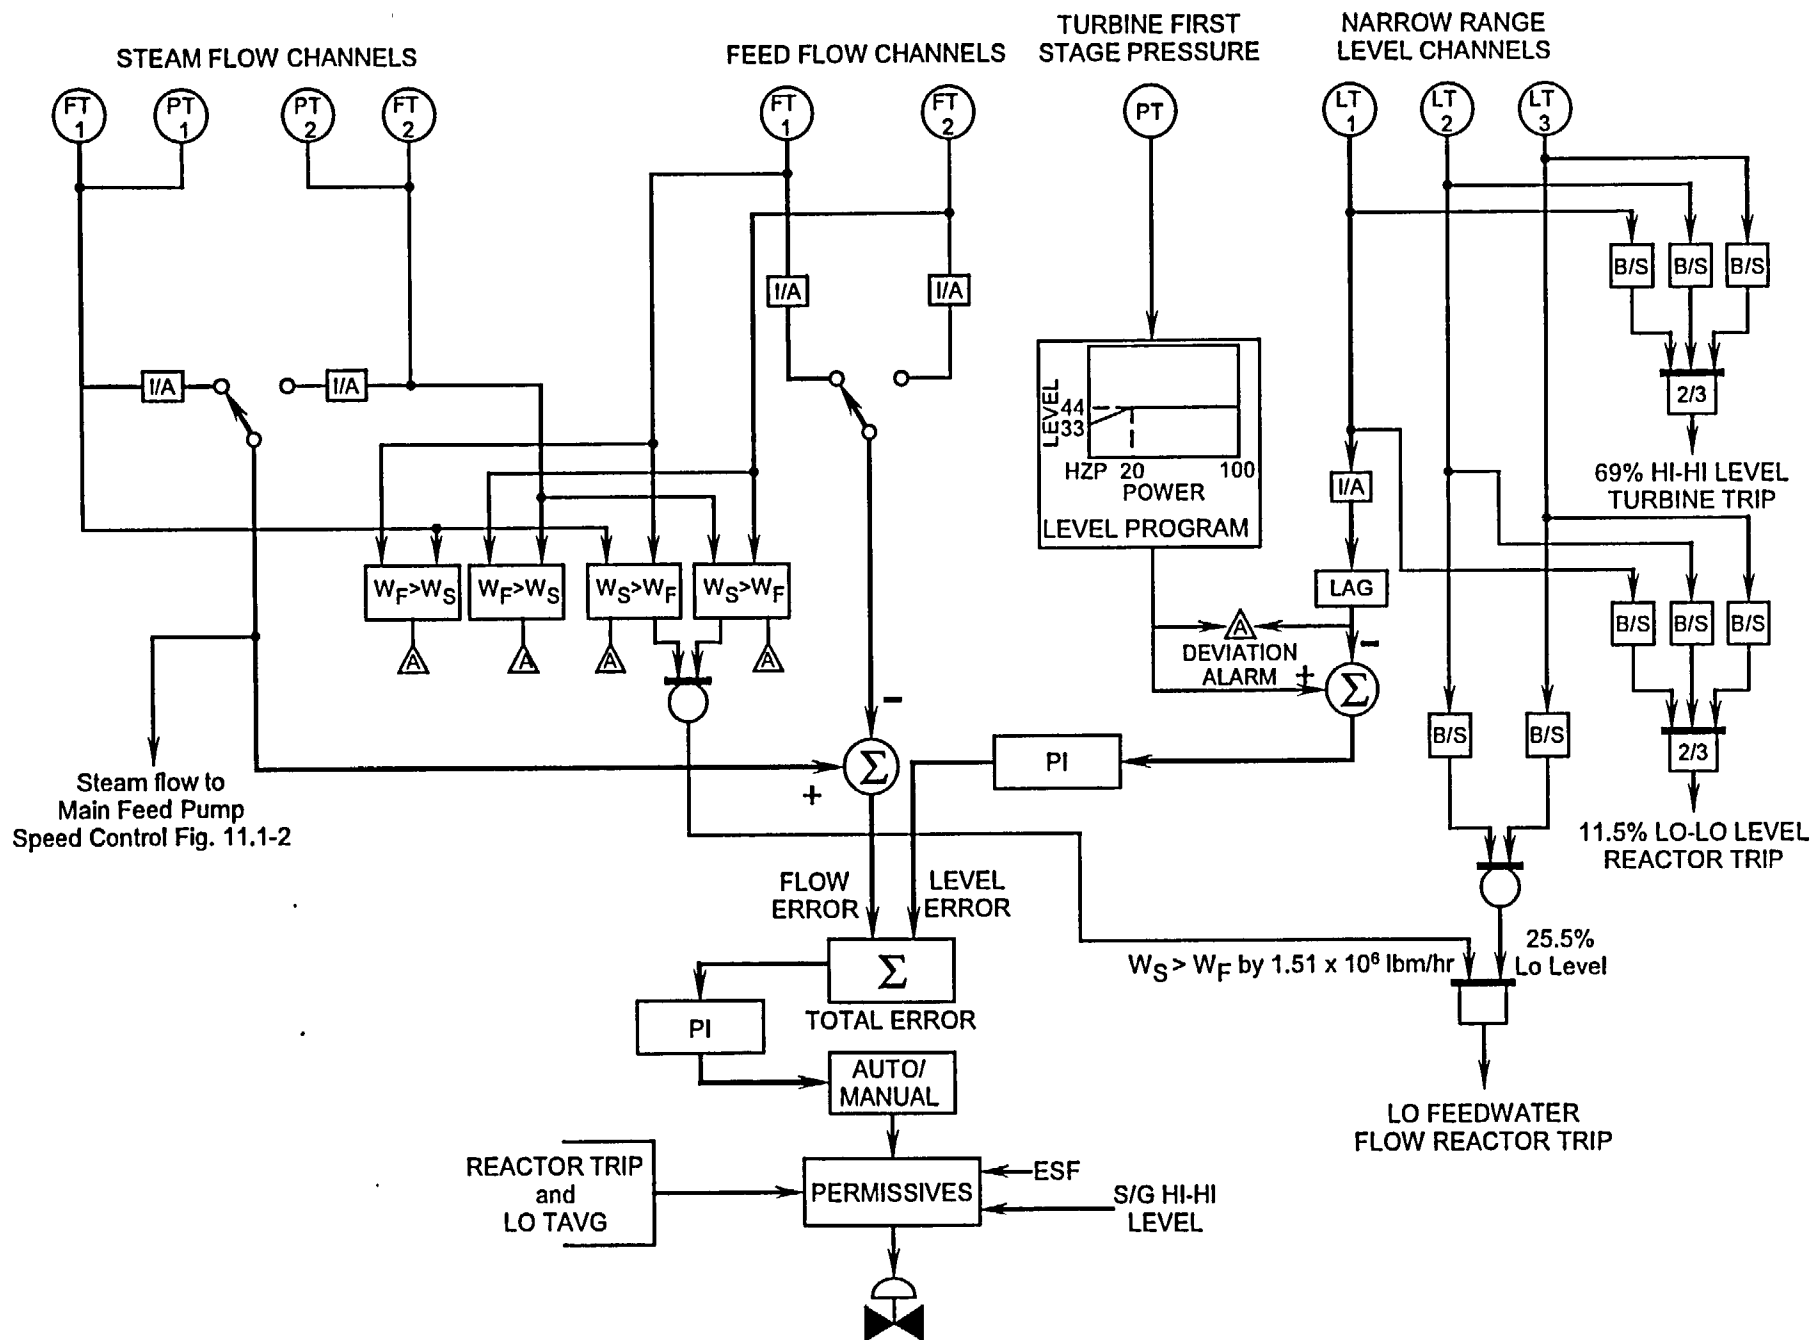 STEAM FLOW CHANNELS
FEED FLOW CHANNELS
TURBINE FIRST
STAGE PRESSURE
NARROW RANGE
LEVEL CHANNELS
FT
1
PT
1
PT
2
FT
2
FT
1
FT
2
PT
LT
1
LT
2
LT
3
B/S
B/S
B/S
I/A
I/A
I/A
I/A
2/3
LEVEL
44
33
HZP
20
100
POWER
LEVEL PROGRAM
69% HI-HI LEVEL
TURBINE TRIP
I/A
LAG
WF>WS
WF>WS
WS>WF
WS>WF
B/S
B/S
B/S
A
A
A
A
A
DEVIATION
ALARM
+
-
Σ
-
B/S
B/S
2/3
PI
Σ
+
Steam flow to
Main Feed Pump
Speed Control Fig. 11.1-2
11.5% LO-LO LEVEL
REACTOR TRIP
FLOW
ERROR
LEVEL
ERROR
25.5%
Lo Level
WS > WF by 1.51 x 10⁶ lbm/hr
Σ
TOTAL ERROR
PI
AUTO/
MANUAL
LO FEEDWATER
FLOW REACTOR TRIP
REACTOR TRIP
and
LO TAVG
PERMISSIVES
ESF
S/G HI-HI
LEVEL